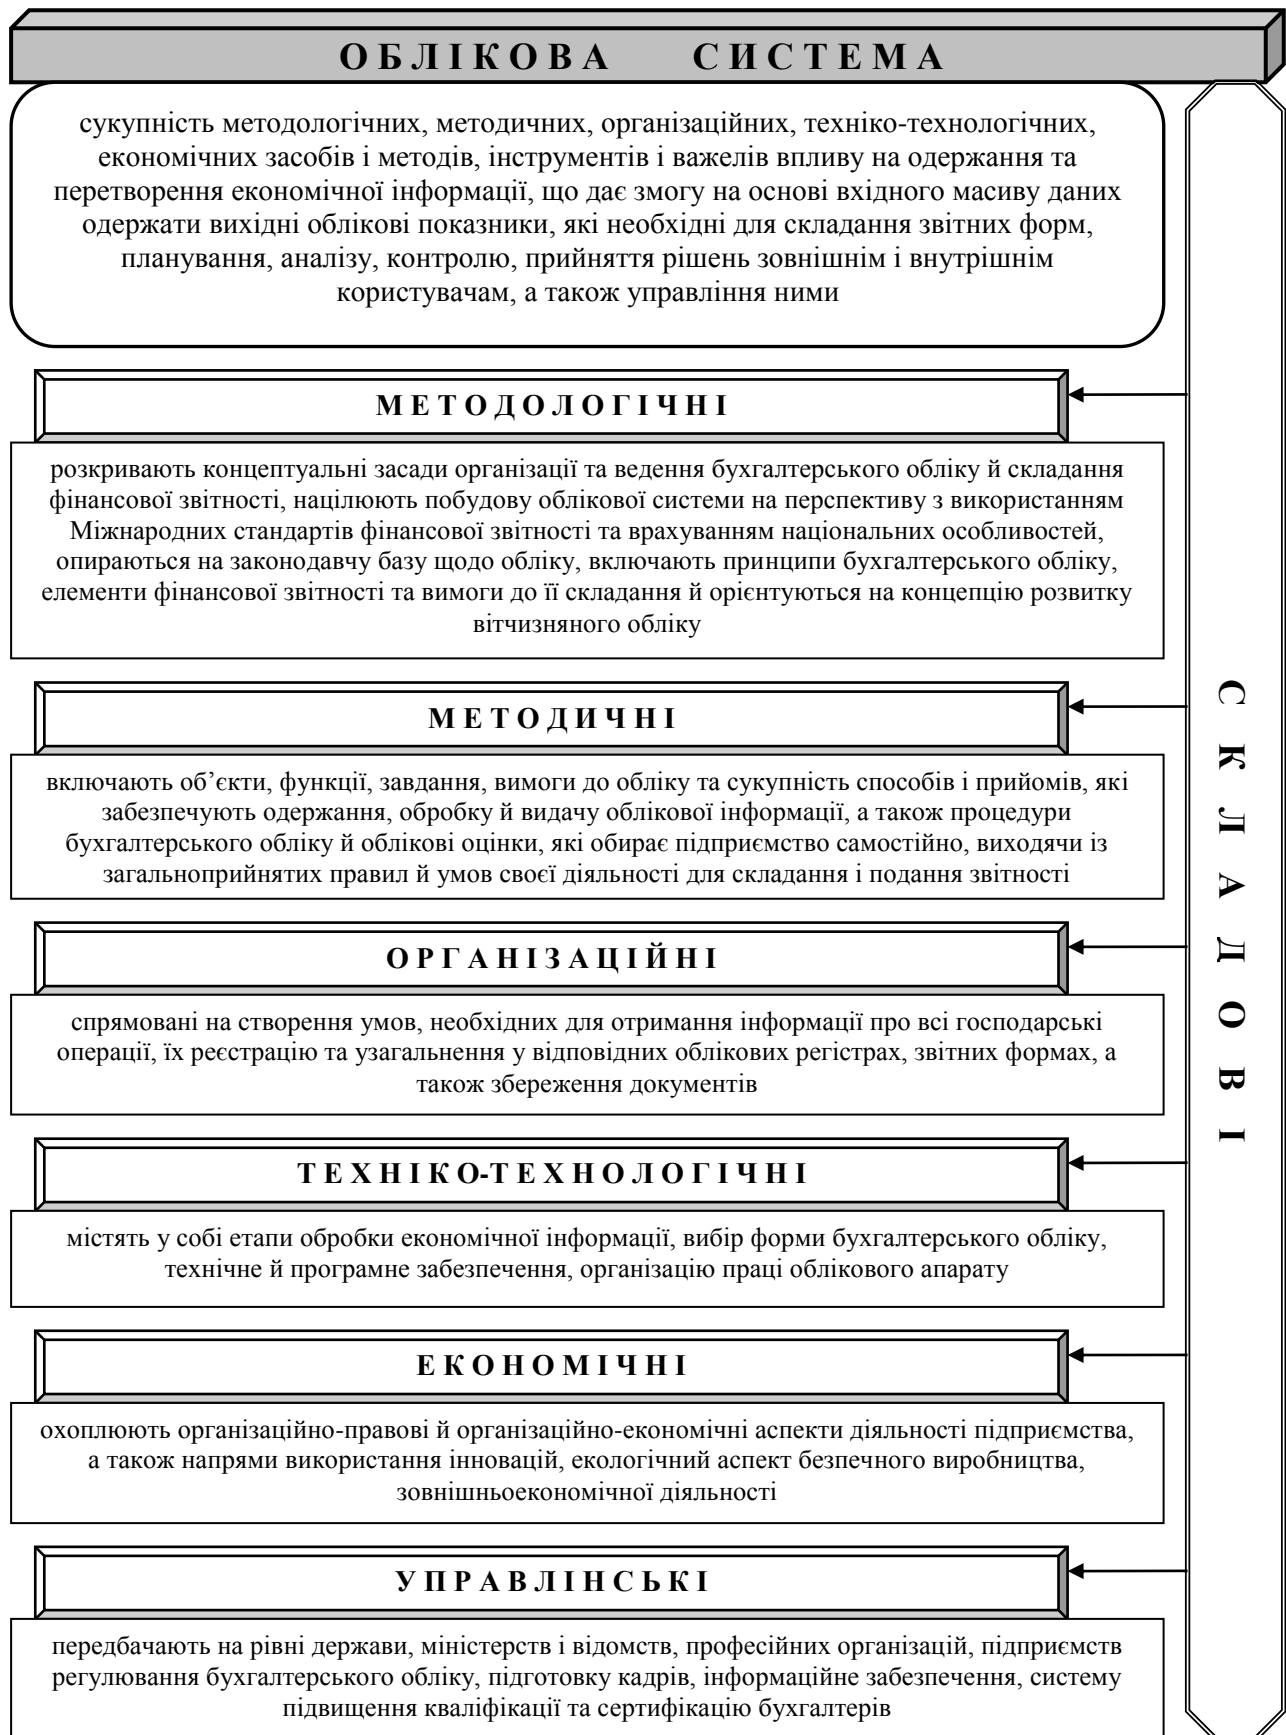 ОБЛІКОВА СИСТЕМА
сукупність методологічних, методичних, організаційних, техніко-технологічних,
економічних засобів і методів, інструментів і важелів впливу на одержання та
перетворення економічної інформації, що дає змогу на основі вхідного масиву даних
одержати вихідні облікові показники, які необхідні для складання звітних форм,
планування, аналізу, контролю, прийняття рішень зовнішнім і внутрішнім
користувачам, а також управління ними
МЕТОДОЛОГІЧНІ
розкривають концептуальні засади організації та ведення бухгалтерського обліку й складання
фінансової звітності, націлюють побудову облікової системи на перспективу з використанням
Міжнародних стандартів фінансової звітності та врахуванням національних особливостей,
опираються на законодавчу базу щодо обліку, включають принципи бухгалтерського обліку,
елементи фінансової звітності та вимоги до її складання й орієнтуються на концепцію розвитку
вітчизняного обліку
МЕТОДИЧНІ
включають об’єкти, функції, завдання, вимоги до обліку та сукупність способів і прийомів, які
забезпечують одержання, обробку й видачу облікової інформації, а також процедури
бухгалтерського обліку й облікові оцінки, які обирає підприємство самостійно, виходячи із
загальноприйнятих правил й умов своєї діяльності для складання і подання звітності
ОРГАНІЗАЦІЙНІ
спрямовані на створення умов, необхідних для отримання інформації про всі господарські
операції, їх реєстрацію та узагальнення у відповідних облікових регістрах, звітних формах, а
також збереження документів
ТЕХНІКО-ТЕХНОЛОГІЧНІ
містять у собі етапи обробки економічної інформації, вибір форми бухгалтерського обліку,
технічне й програмне забезпечення, організацію праці облікового апарату
ЕКОНОМІЧНІ
охоплюють організаційно-правові й організаційно-економічні аспекти діяльності підприємства,
а також напрями використання інновацій, екологічний аспект безпечного виробництва,
зовнішньоекономічної діяльності
УПРАВЛІНСЬКІ
передбачають на рівні держави, міністерств і відомств, професійних організацій, підприємств
регулювання бухгалтерського обліку, підготовку кадрів, інформаційне забезпечення, систему
підвищення кваліфікації та сертифікацію бухгалтерів
СКЛАДОВІ